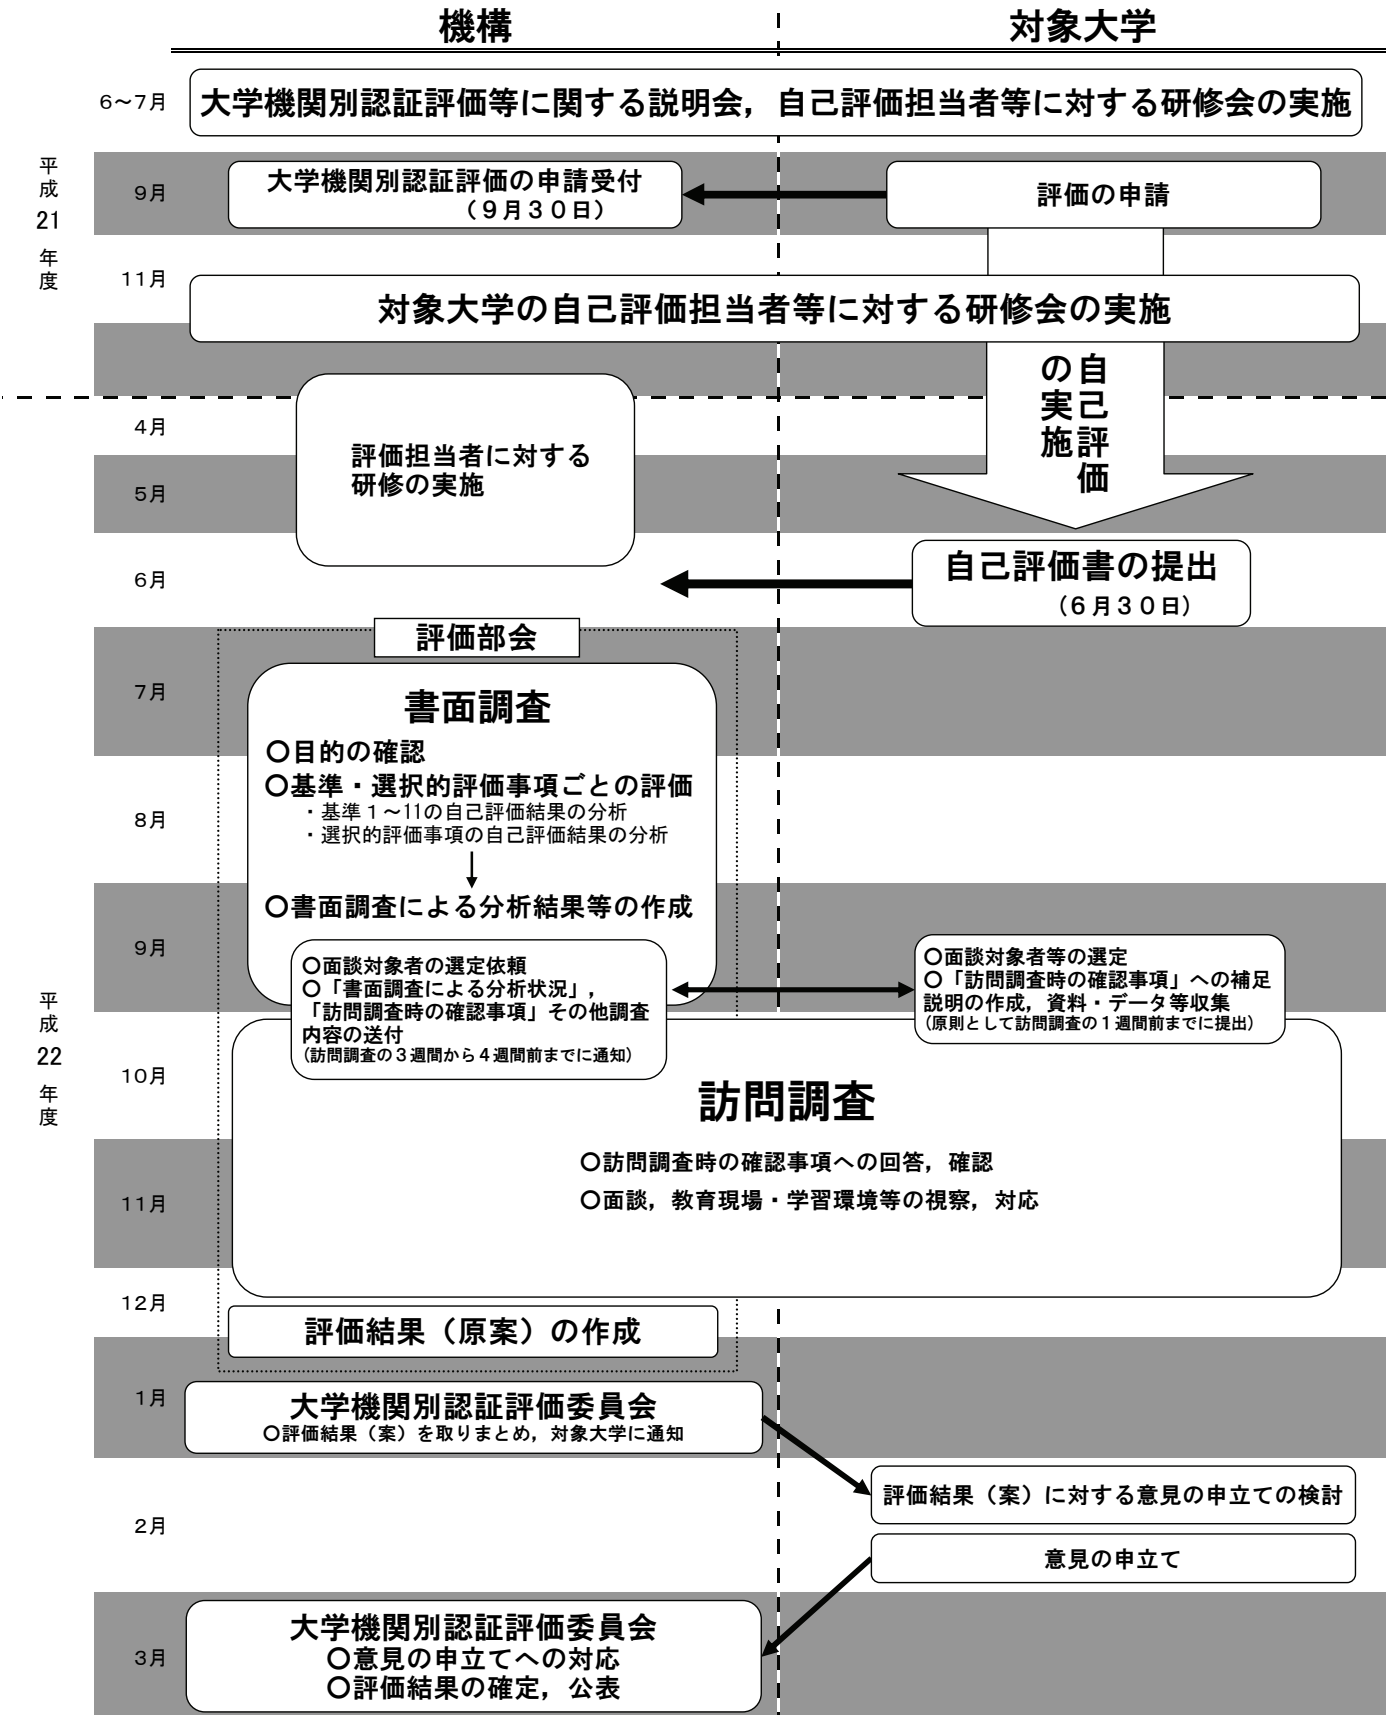 機構
対象大学
6～7月
大学機関別認証評価等に関する説明会，自己評価担当者等に対する研修会の実施
平成21年度
9月
大学機関別認証評価の申請受付
（９月３０日）
評価の申請
11月
対象大学の自己評価担当者等に対する研修会の実施
自己評価
の実施
4月
評価担当者に対する
研修の実施
5月
6月
自己評価書の提出
（６月３０日）
評価部会
7月
書面調査
○目的の確認
○基準・選択的評価事項ごとの評価
・基準１～11の自己評価結果の分析
・選択的評価事項の自己評価結果の分析
8月
○書面調査による分析結果等の作成
9月
○面談対象者の選定依頼
○「書面調査による分析状況」，
「訪問調査時の確認事項」その他調査
内容の送付
（訪問調査の３週間から４週間前までに通知）
○面談対象者等の選定
○「訪問調査時の確認事項」への補足
説明の作成，資料・データ等収集
（原則として訪問調査の１週間前までに提出）
平成22年度
10月
訪問調査
○訪問調査時の確認事項への回答，確認
○面談，教育現場・学習環境等の視察，対応
11月
12月
評価結果（原案）の作成
1月
大学機関別認証評価委員会
○評価結果（案）を取りまとめ，対象大学に通知
評価結果（案）に対する意見の申立ての検討
2月
意見の申立て
3月
大学機関別認証評価委員会
○意見の申立てへの対応
○評価結果の確定，公表